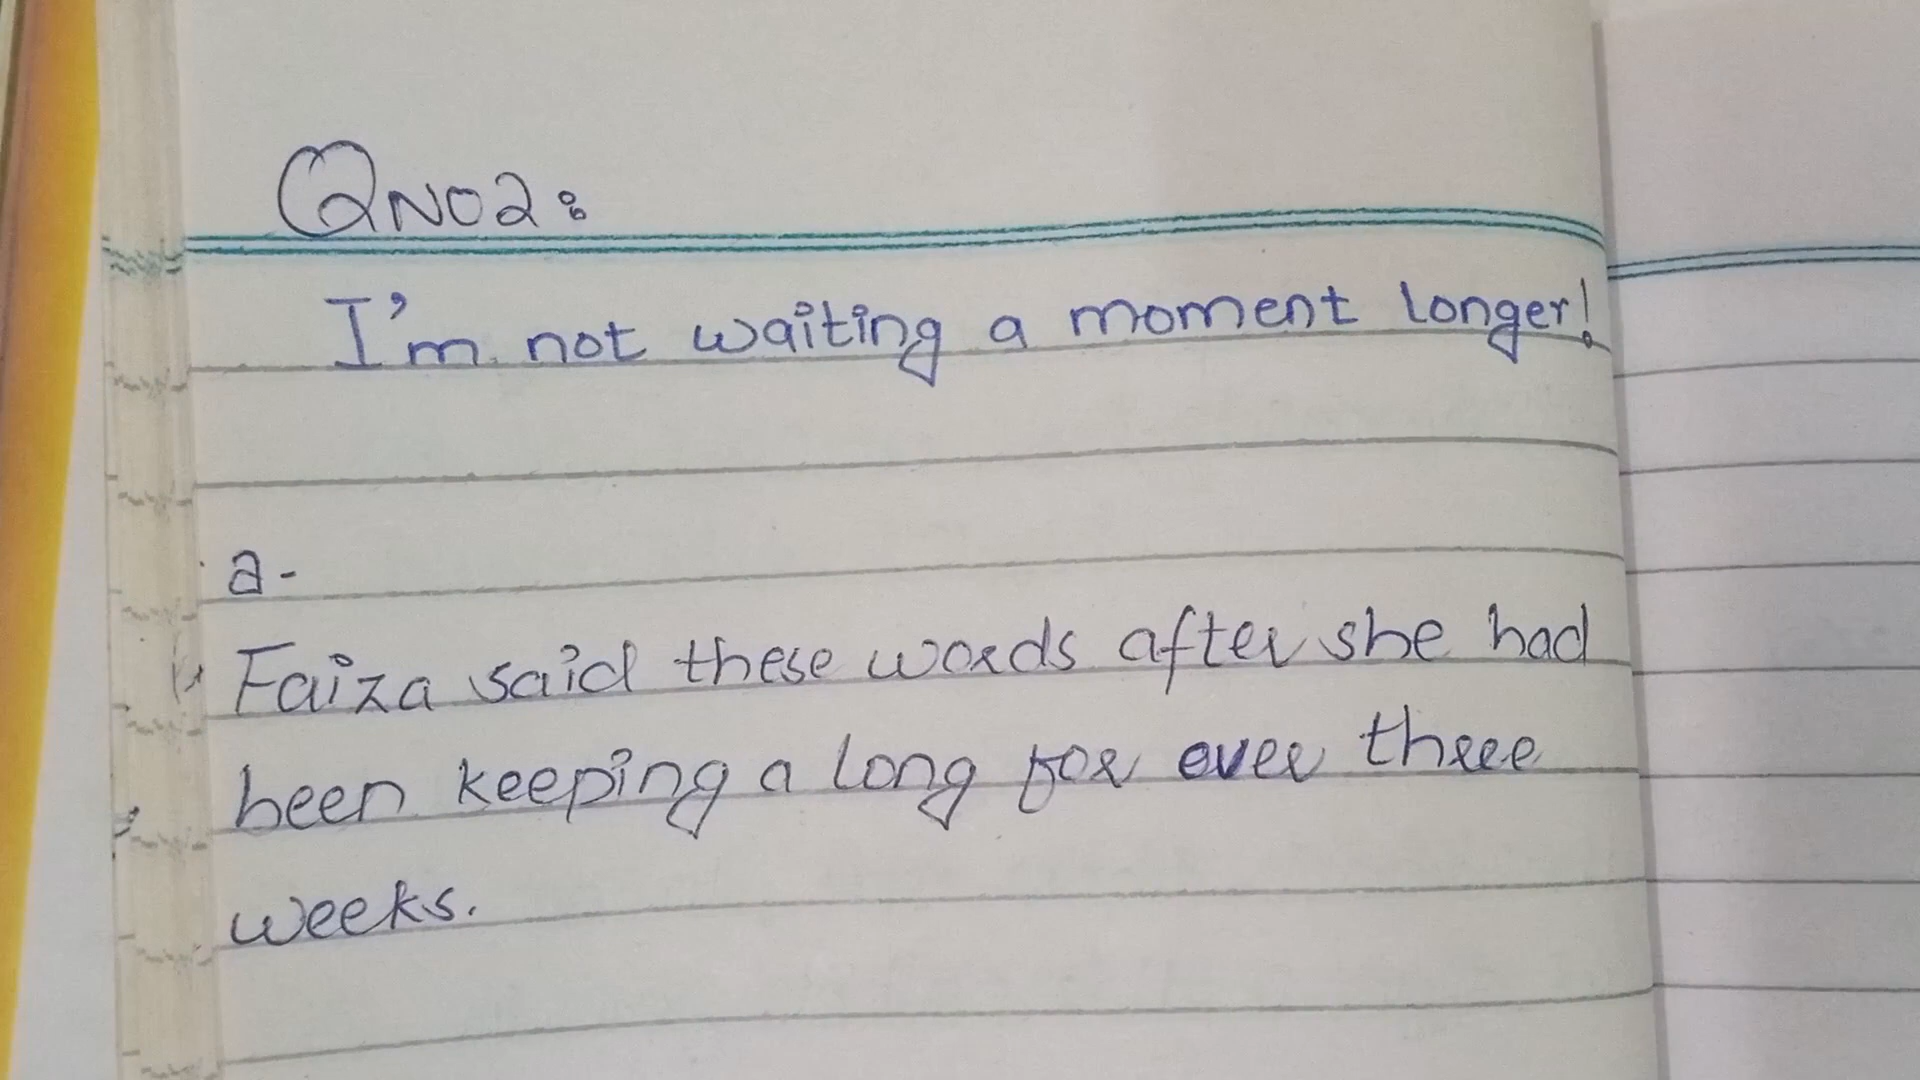 QNO2:
I'm not waiting a moment longer!
a-
Faiza said these words after she had
been keeping a long for over three
weeks.